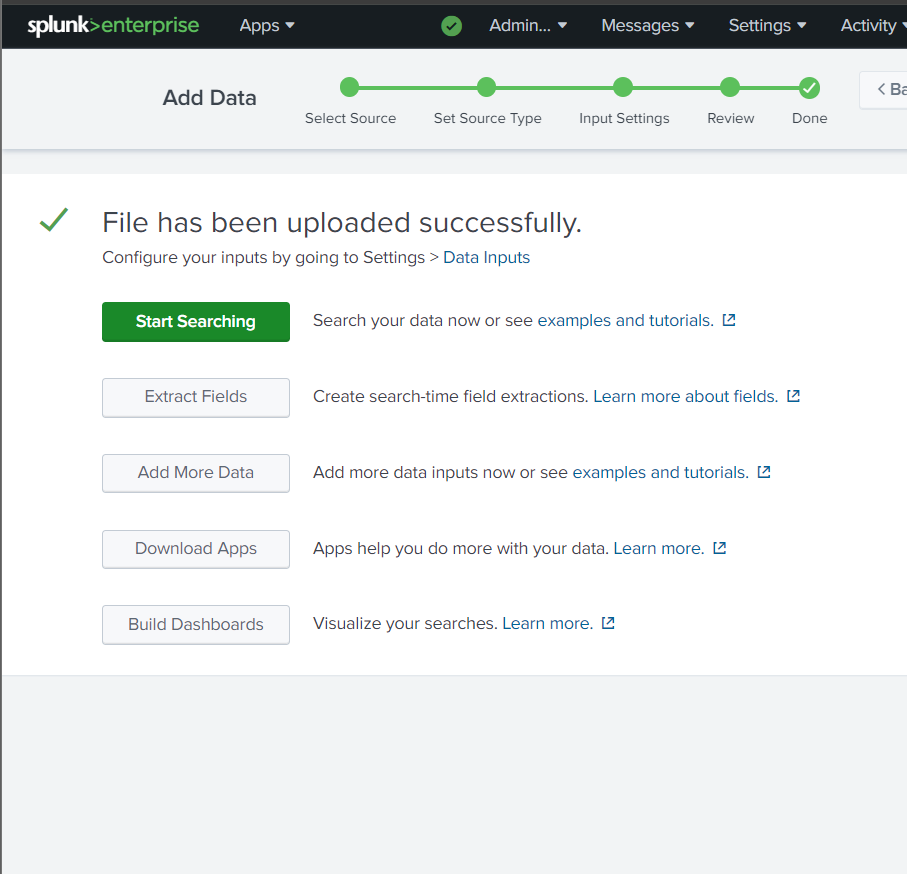 splunk>enterprise Apps Admin... Messages Settings Activity
Add Data
Select Source Set Source Type Input Settings Review Done
< Ba
File has been uploaded successfully.
Configure your inputs by going to Settings > Data Inputs
Start Searching Search your data now or see examples and tutorials.
Extract Fields Create search-time field extractions. Learn more about fields.
Add More Data Add more data inputs now or see examples and tutorials.
Download Apps Apps help you do more with your data. Learn more.
Build Dashboards Visualize your searches. Learn more.